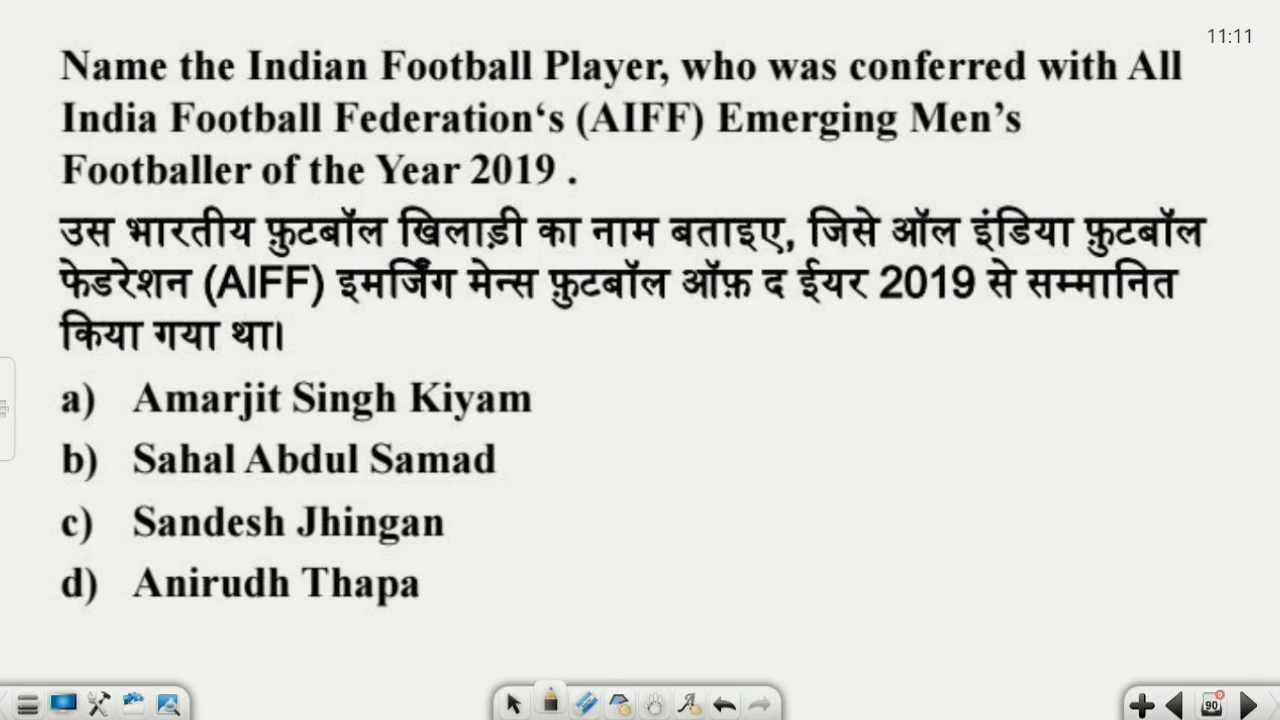 11:11
Name the Indian Football Player, who was conferred with All
India Football Federation‘s (AIFF) Emerging Men’s
Footballer of the Year 2019 .
उस भारतीय फ़ुटबॉल खिलाड़ी का नाम बताइए, जिसे ऑल इंडिया फ़ुटबॉल
फेडरेशन (AIFF) इमर्जिंग मेन्स फ़ुटबॉल ऑफ़ द ईयर 2019 से सम्मानित
किया गया था।
a) Amarjit Singh Kiyam
b) Sahal Abdul Samad
c) Sandesh Jhingan
d) Anirudh Thapa
90